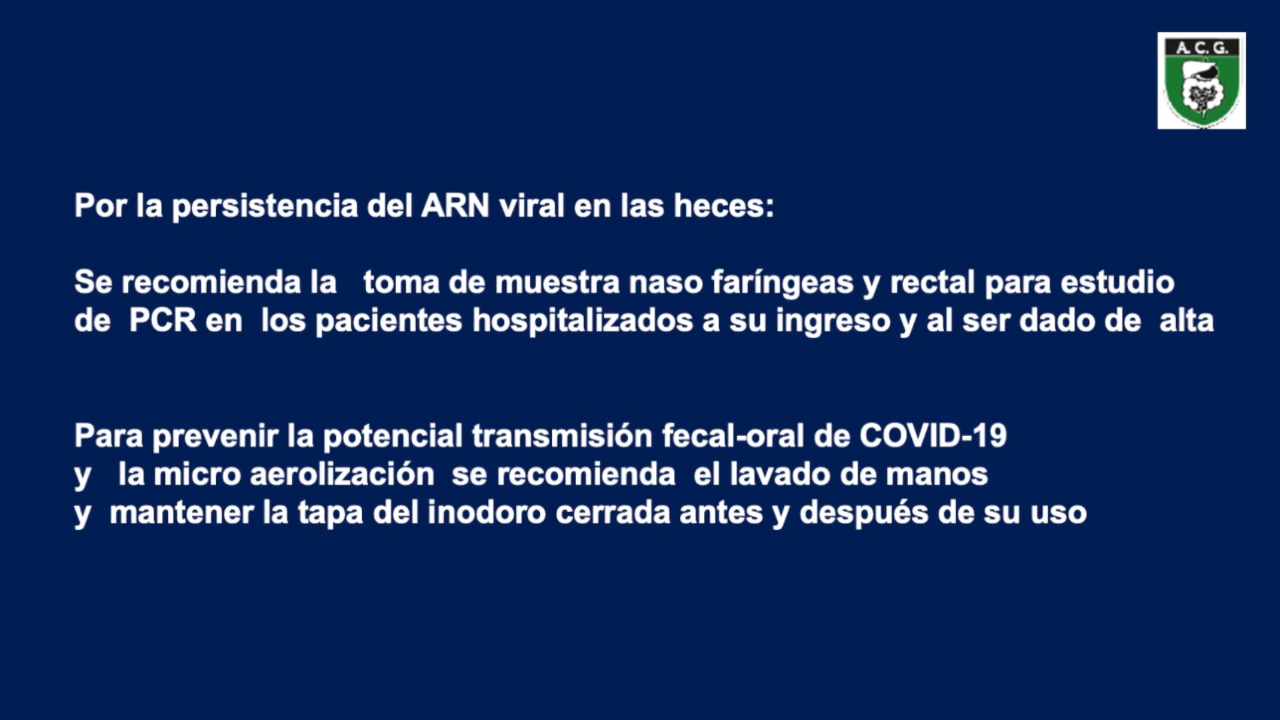 A. C. G.
Por la persistencia del ARN viral en las heces:
Se recomienda la   toma de muestra naso faríngeas y rectal para estudio
de  PCR en  los pacientes hospitalizados a su ingreso y al ser dado de  alta
Para prevenir la potencial transmisión fecal-oral de COVID-19
y   la micro aerolización  se recomienda  el lavado de manos
y  mantener la tapa del inodoro cerrada antes y después de su uso